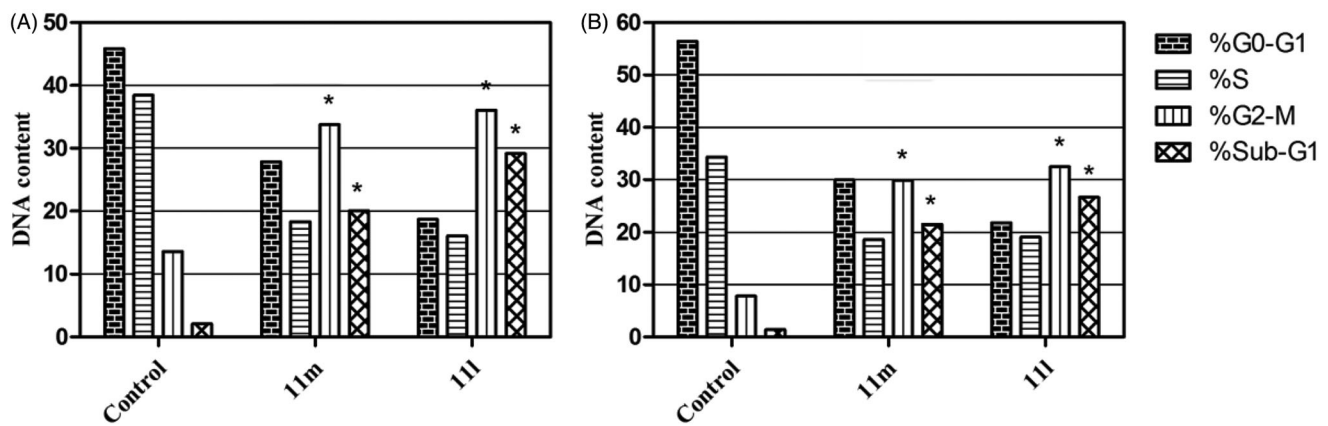 (A)
DNA content
50
40
30
20
10
0
* * * *
Control 11m 11l
(B)
DNA content
60
50
40
30
20
10
0
* * * *
Control 11m 11l
%G0-G1
%S
%G2-M
%Sub-G1